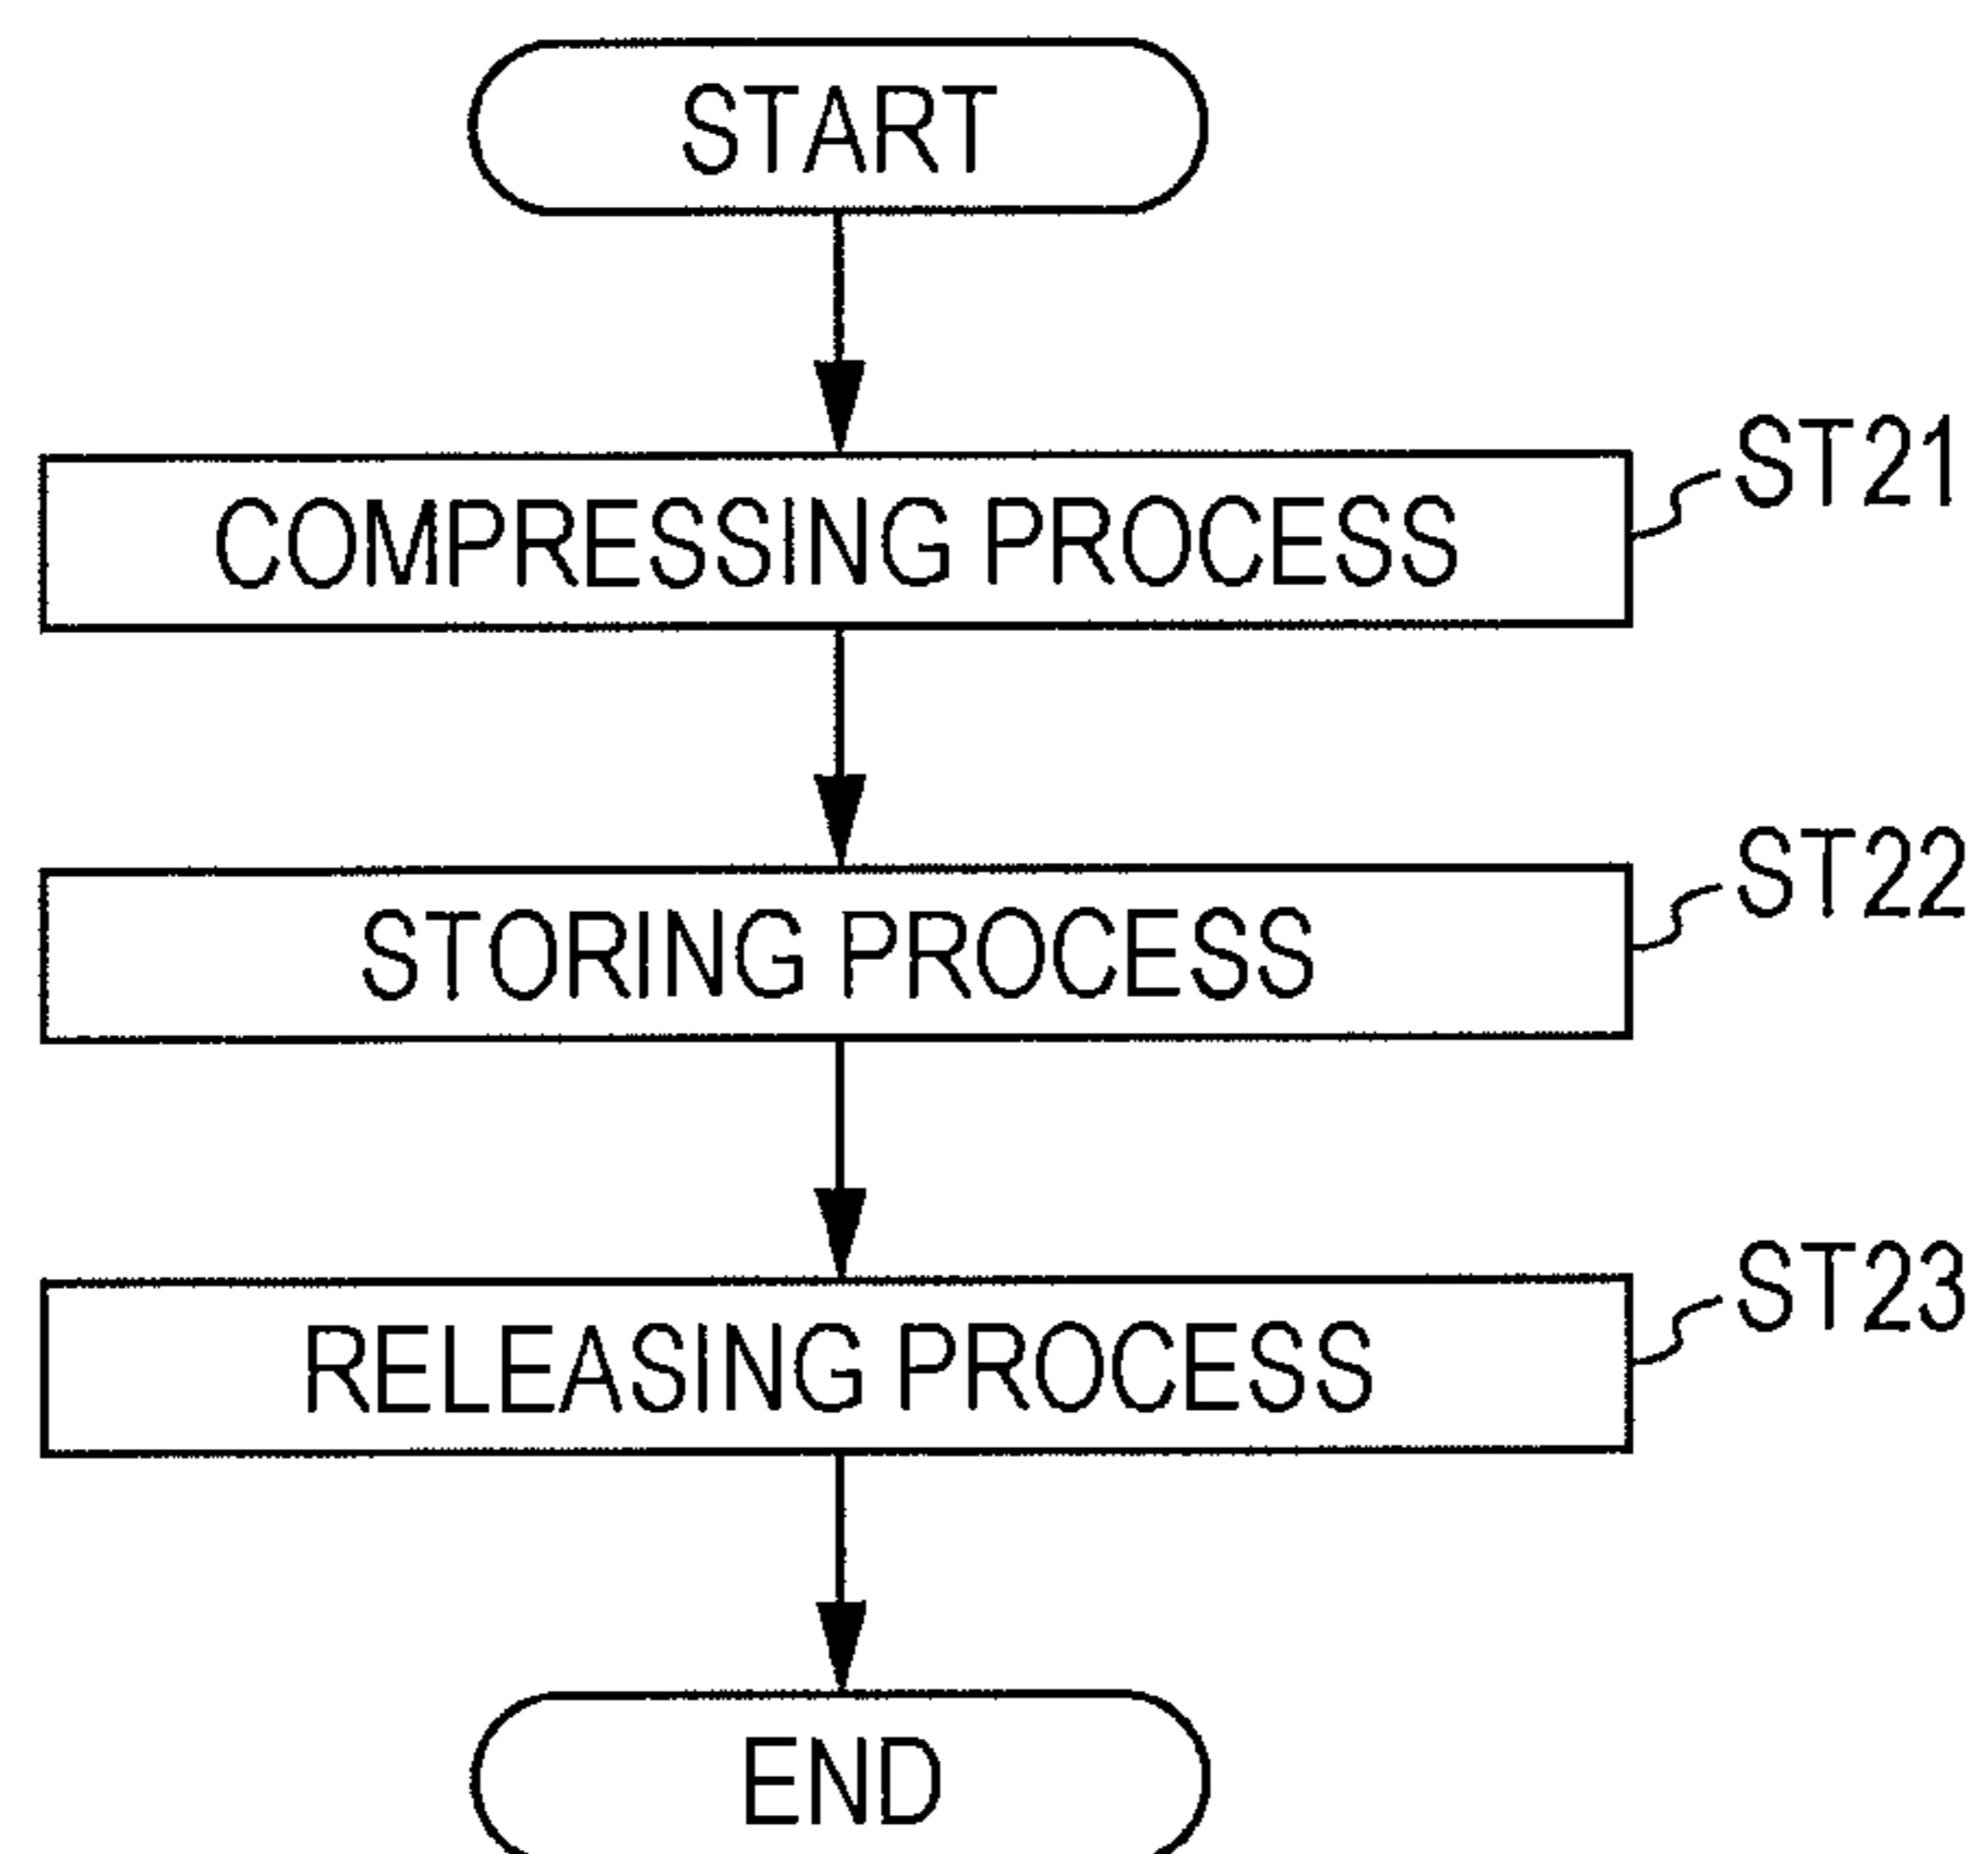 START
COMPRESSING PROCESS
ST21
STORING PROCESS
ST22
RELEASING PROCESS
ST23
END